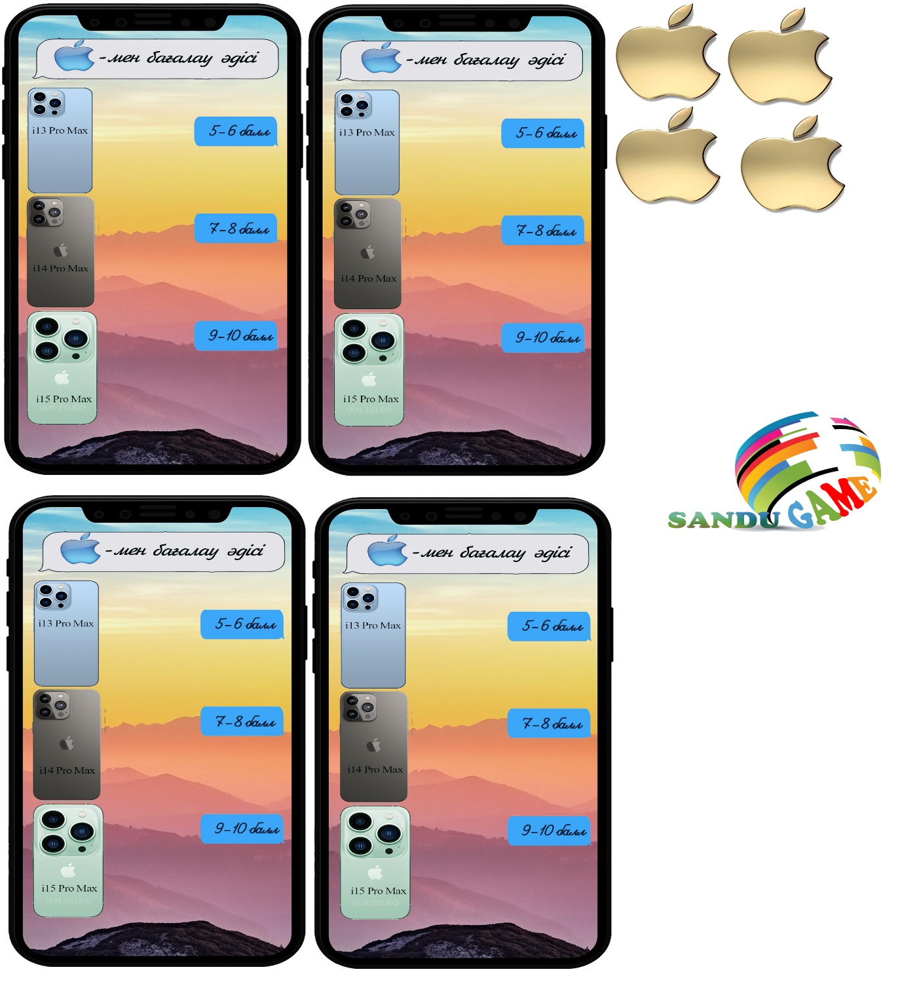 -мен бағалау әдісі
i13 Pro Max
5-6 балл
7-8 балл
i14 Pro Max
9-10 балл
i15 Pro Max
IAN ZELBO
-мен бағалау әдісі
i13 Pro Max
5-6 балл
7-8 балл
i14 Pro Max
9-10 балл
i15 Pro Max
IAN ZELBO
SANDU GAME
-мен бағалау әдісі
i13 Pro Max
5-6 балл
7-8 балл
i14 Pro Max
9-10 балл
i15 Pro Max
IAN ZELBO
-мен бағалау әдісі
i13 Pro Max
5-6 балл
7-8 балл
i14 Pro Max
9-10 балл
i15 Pro Max
IAN ZELBO